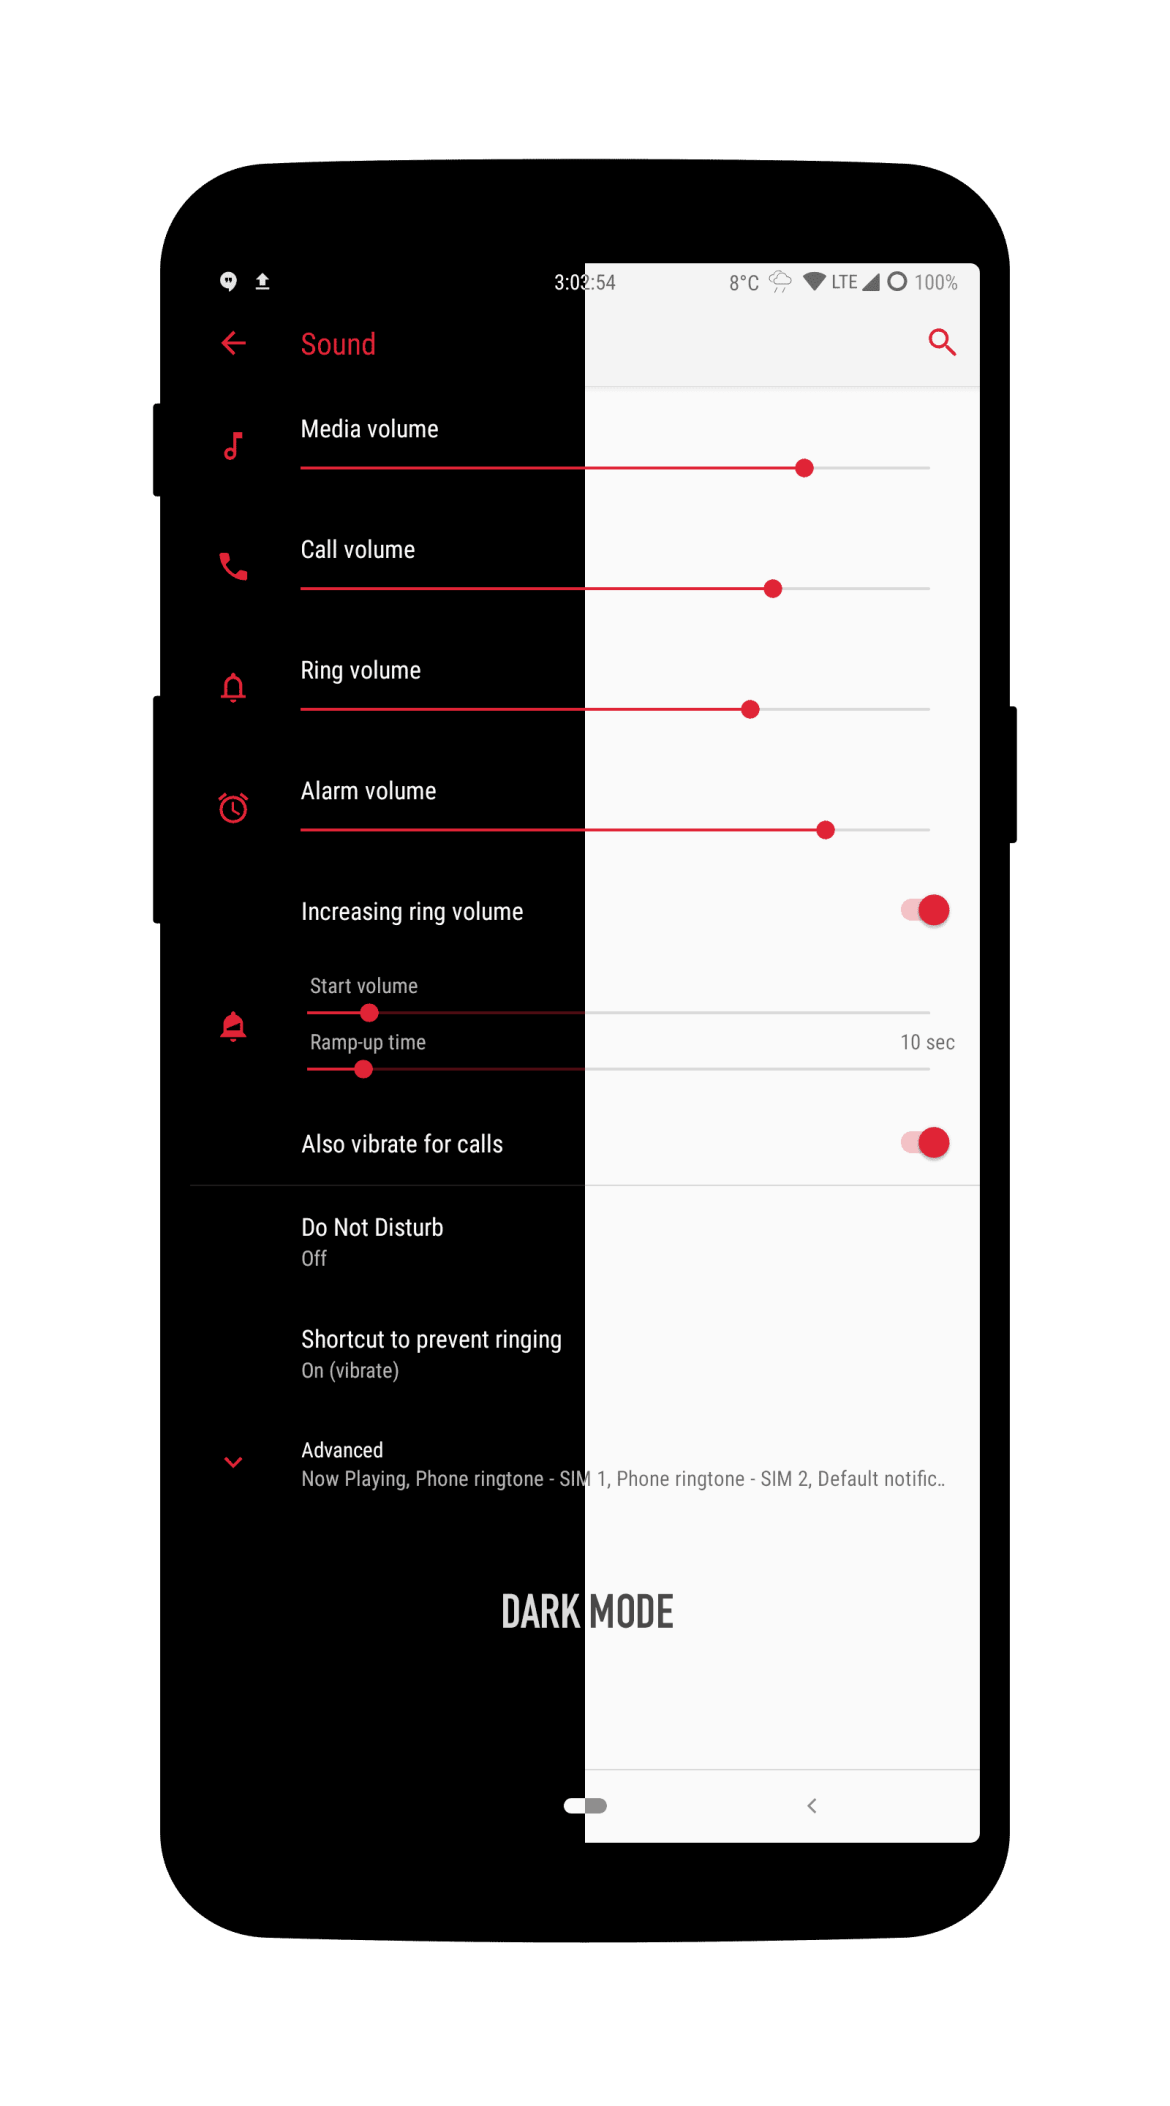 3:02:54 8°C LTE 100%
Sound
Media volume
Call volume
Ring volume
Alarm volume
Increasing ring volume
Start volume
Ramp-up time 10 sec
Also vibrate for calls
Do Not Disturb
Off
Shortcut to prevent ringing
On (vibrate)
Advanced
Now Playing, Phone ringtone - SIM 1, Phone ringtone - SIM 2, Default notific..
DARK MODE